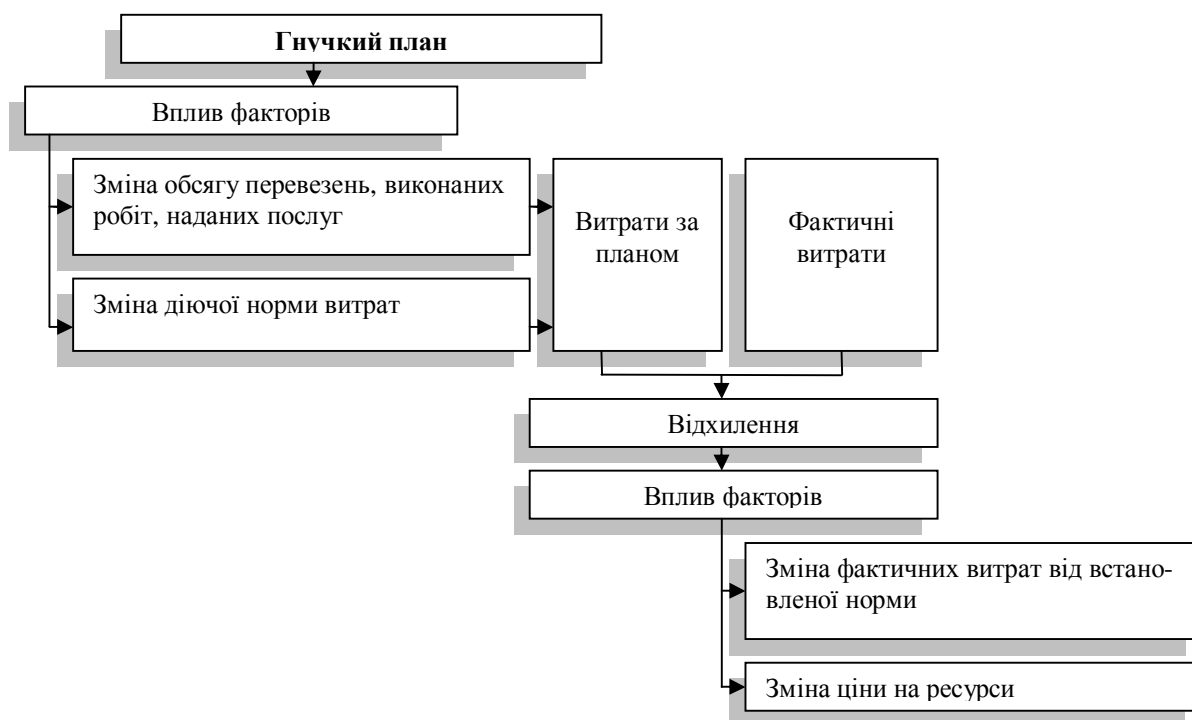 Гнучкий план
Вплив факторів
Зміна обсягу перевезень, виконаних
робіт, наданих послуг
Зміна діючої норми витрат
Витрати за
планом
Фактичні
витрати
Відхилення
Вплив факторів
Зміна фактичних витрат від встано-
вленої норми
Зміна ціни на ресурси